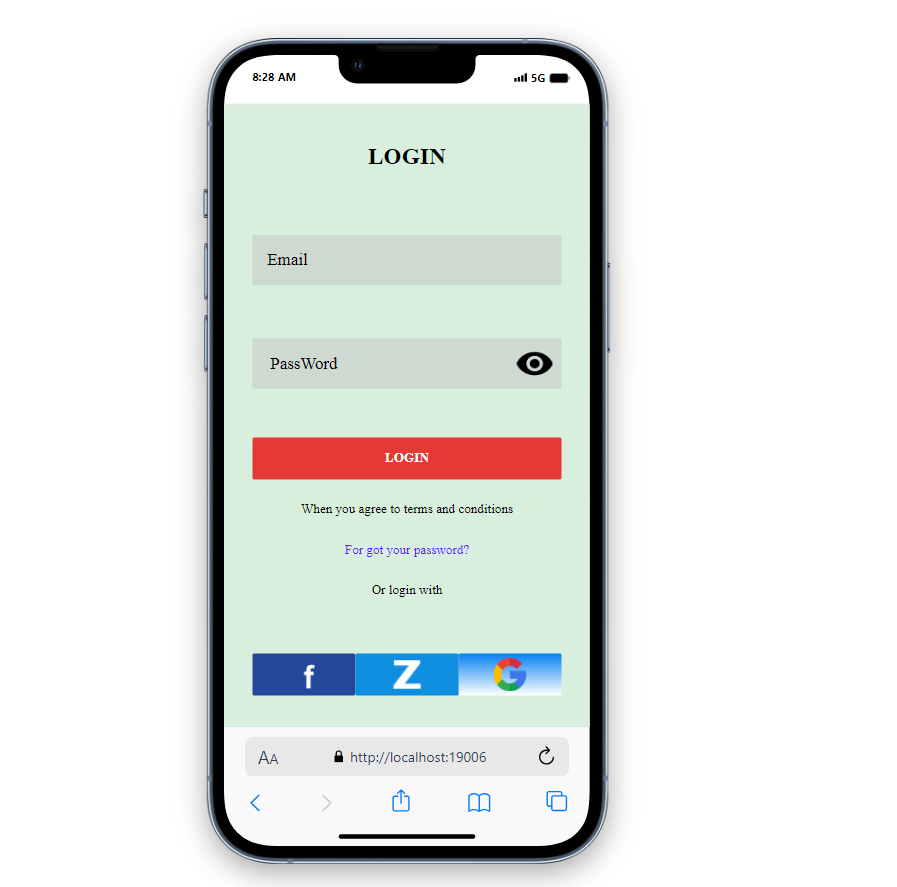 8:28 AM 5G
LOGIN
Email
PassWord
LOGIN
When you agree to terms and conditions
For got your password?
Or login with
f Z G
AA http://localhost:19006